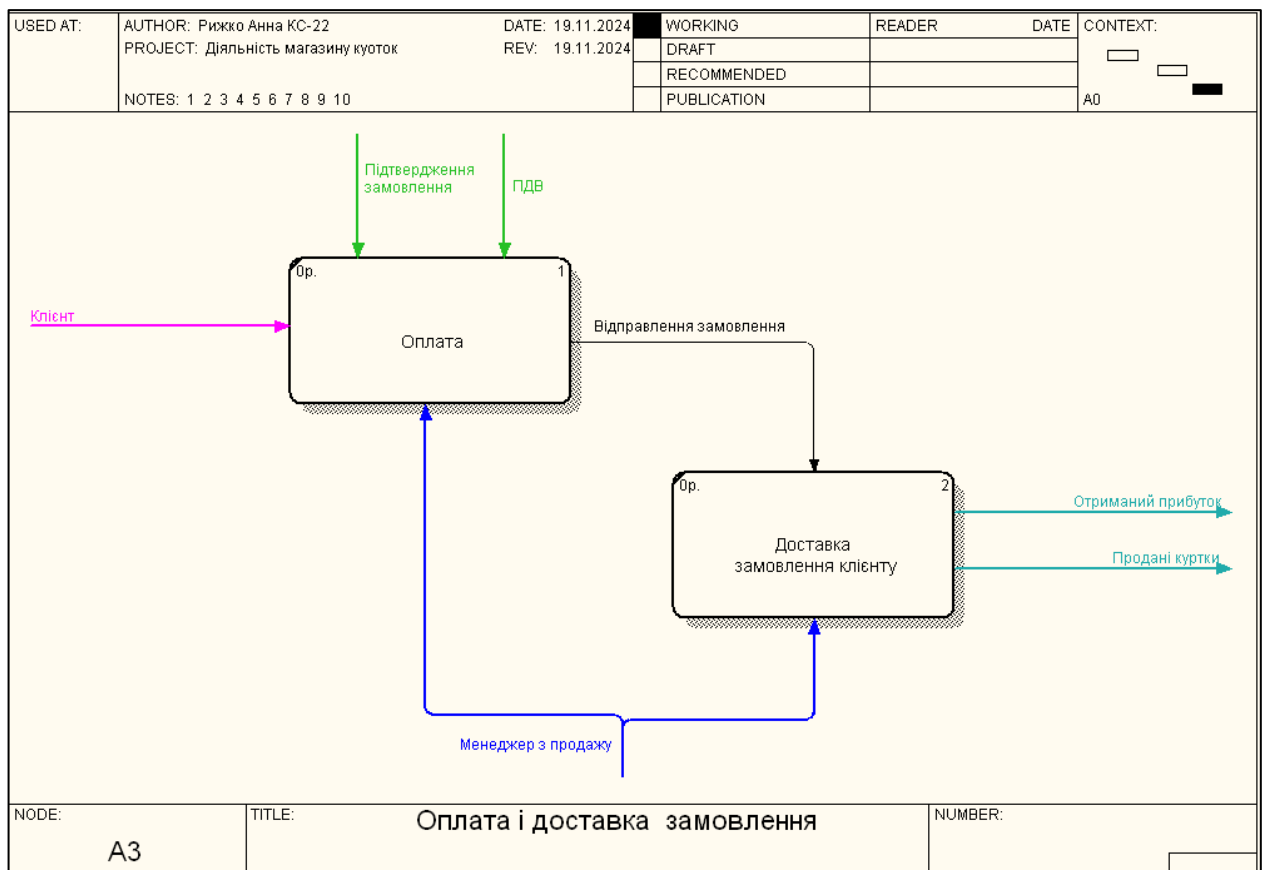 USED AT:
AUTHOR: Рижко Анна КС-22
DATE: 19.11.2024
PROJECT: Діяльність магазину куоток
REV: 19.11.2024
NOTES: 1 2 3 4 5 6 7 8 9 10
WORKING
DRAFT
RECOMMENDED
PUBLICATION
READER
DATE
CONTEXT:
A0
Підтвердження
замовлення
ПДВ
Клієнт
0р.
1
Оплата
Відправлення замовлення
0р.
2
Доставка
замовлення клієнту
Отриманий прибуток
Продані куртки
Менеджер з продажу
NODE:
A3
TITLE:
Оплата і доставка замовлення
NUMBER: